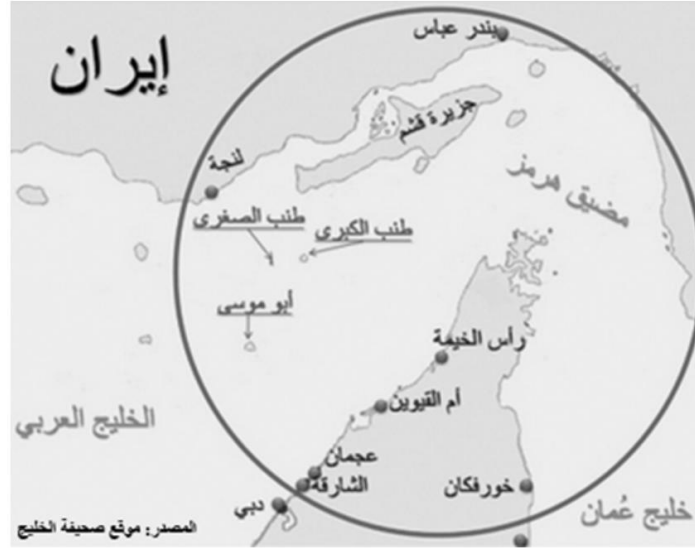 بندر عباس
إيران
جزيرة قشم
لنجة
مضيق هرمز
طنب الصغرى
طنب الكبرى
أبو موسى
رأس الخيمة
أم القيوين
الخليج العربي
عجمان
الشارقة
خورفكان
دبي
خليج عُمان
المصدر: موقع صحيفة الخليج